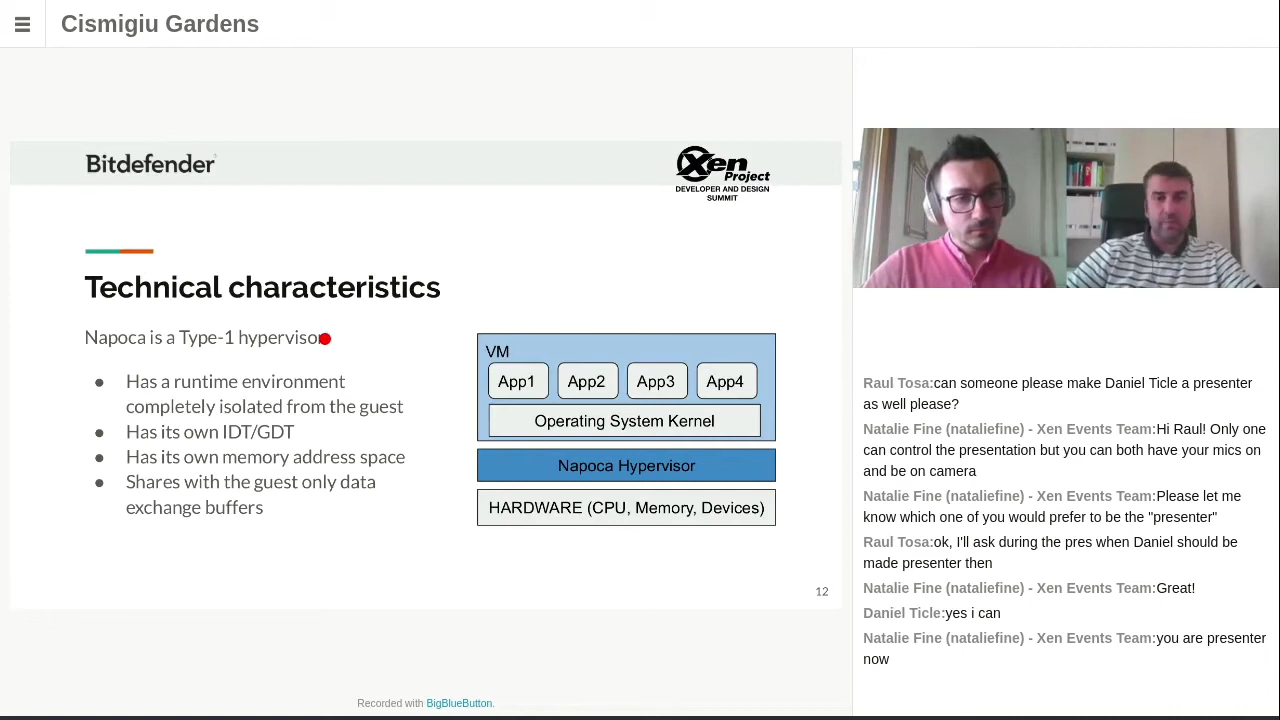 Cismigiu Gardens
Bitdefender
Xen
Project
DEVELOPER AND DESIGN
SUMMIT
Technical characteristics
Napoca is a Type-1 hypervisor
● Has a runtime environment
completely isolated from the guest
● Has its own IDT/GDT
● Has its own memory address space
● Shares with the guest only data
exchange buffers
VM
App1 App2 App3 App4
Operating System Kernel
Napoca Hypervisor
HARDWARE (CPU, Memory, Devices)
12
Recorded with BigBlueButton.
Raul Tosa:can someone please make Daniel Ticle a presenter
as well please?
Natalie Fine (nataliefine) - Xen Events Team:Hi Raul! Only one
can control the presentation but you can both have your mics on
and be on camera
Natalie Fine (nataliefine) - Xen Events Team:Please let me
know which one of you would prefer to be the "presenter"
Raul Tosa:ok, I'll ask during the pres when Daniel should be
made presenter then
Natalie Fine (nataliefine) - Xen Events Team:Great!
Daniel Ticle:yes i can
Natalie Fine (nataliefine) - Xen Events Team:you are presenter
now